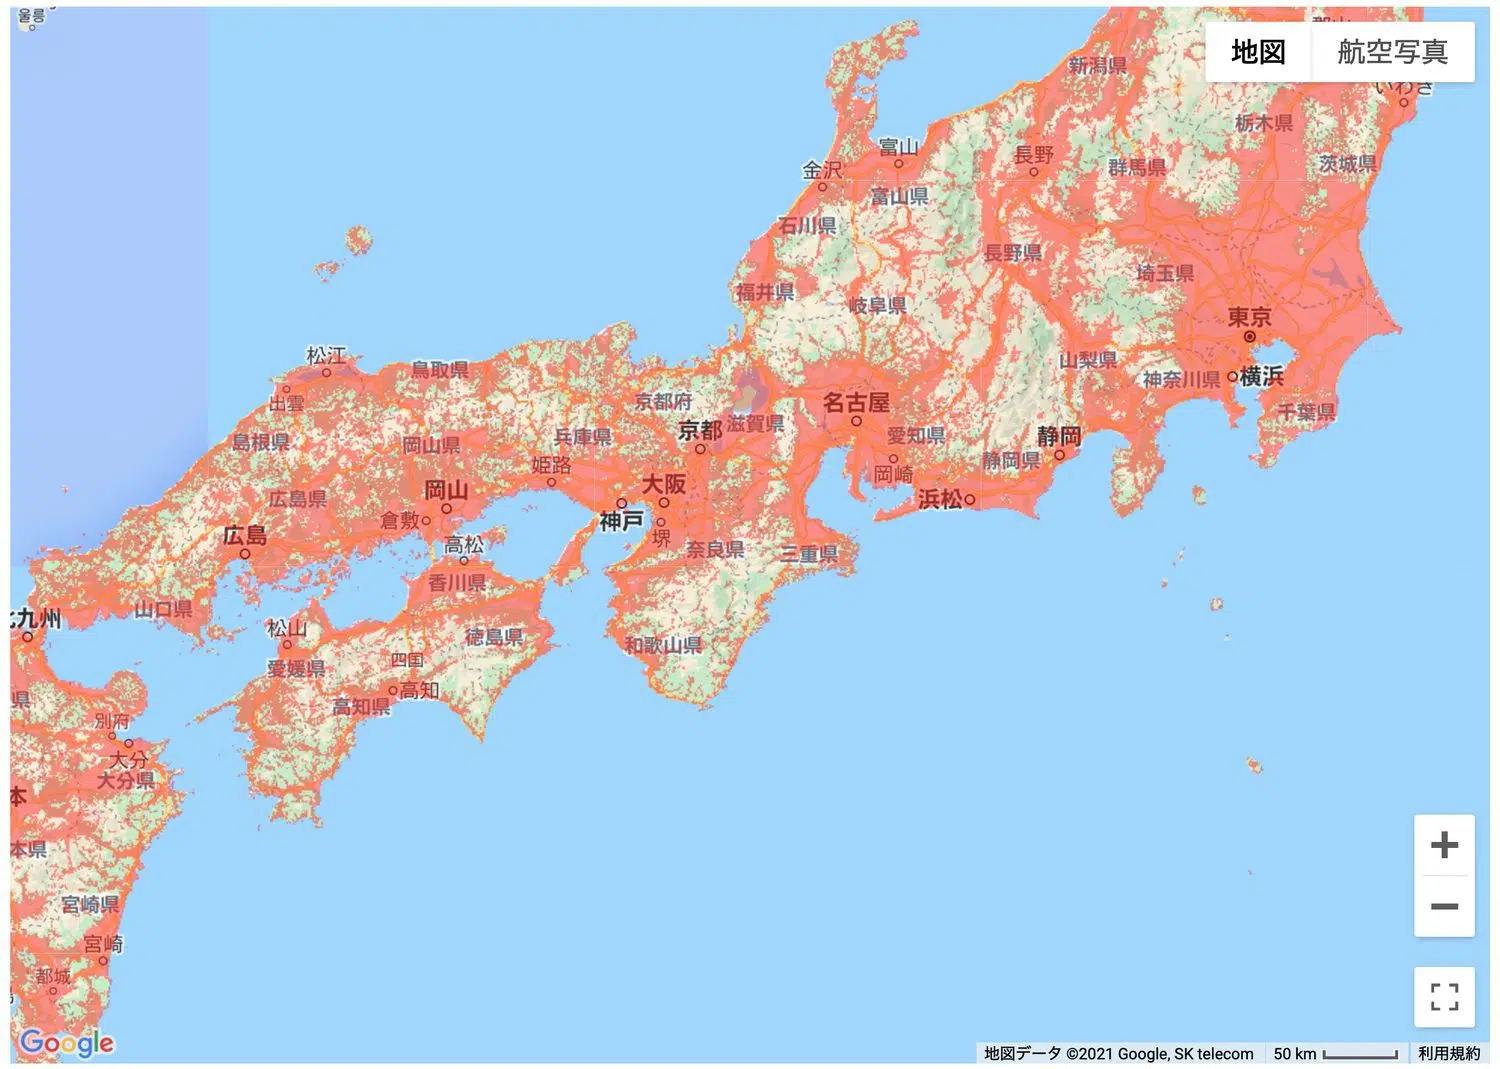 울릉
郡山
地図
航空写真
新潟県
いわき
栃木県
富山
長野
群馬県
茨城県
金沢
富山県
石川県
長野県
埼玉県
福井県
岐阜県
東京
松江
鳥取県
山梨県
神奈川県
横浜
出雲
京都府
名古屋
千葉県
島根県
岡山県
兵庫県
京都
滋賀県
愛知県
静岡
姫路
岡崎
静岡県
広島県
岡山
大阪
浜松
倉敷
神戸
広島
堺
高松
奈良県
三重県
香川県
山口県
九州
松山
徳島県
和歌山県
愛媛県
四国
高知
県
高知県
別府
大分
大分県
本
本県
宮崎県
宮崎
都城
Google
地図データ ©2021 Google, SK telecom
50 km
利用規約